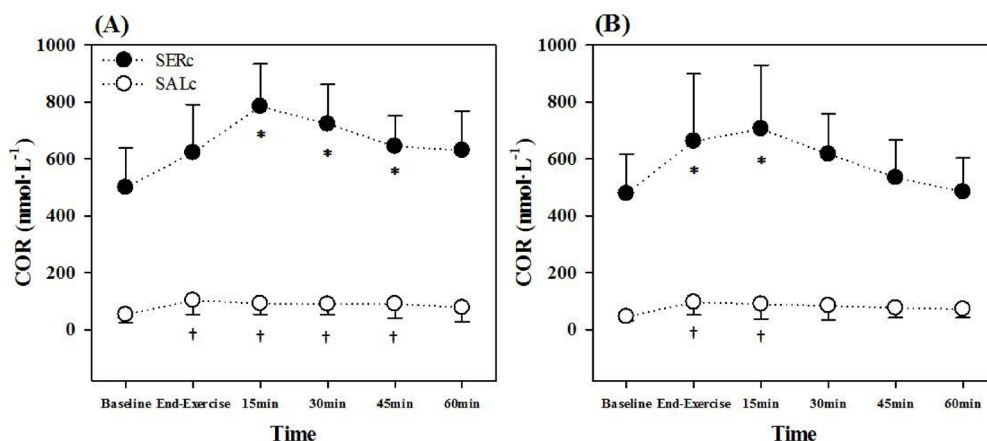 (A)
(B)
1000
800
600
400
200
0
COR (nmol·L⁻¹)
SERc
SALc
*
*
*
†
†
†
†
Baseline End-Exercise 15min 30min 45min 60min
Time
1000
800
600
400
200
0
COR (nmol·L⁻¹)
*
*
†
†
Baseline End-Exercise 15min 30min 45min 60min
Time